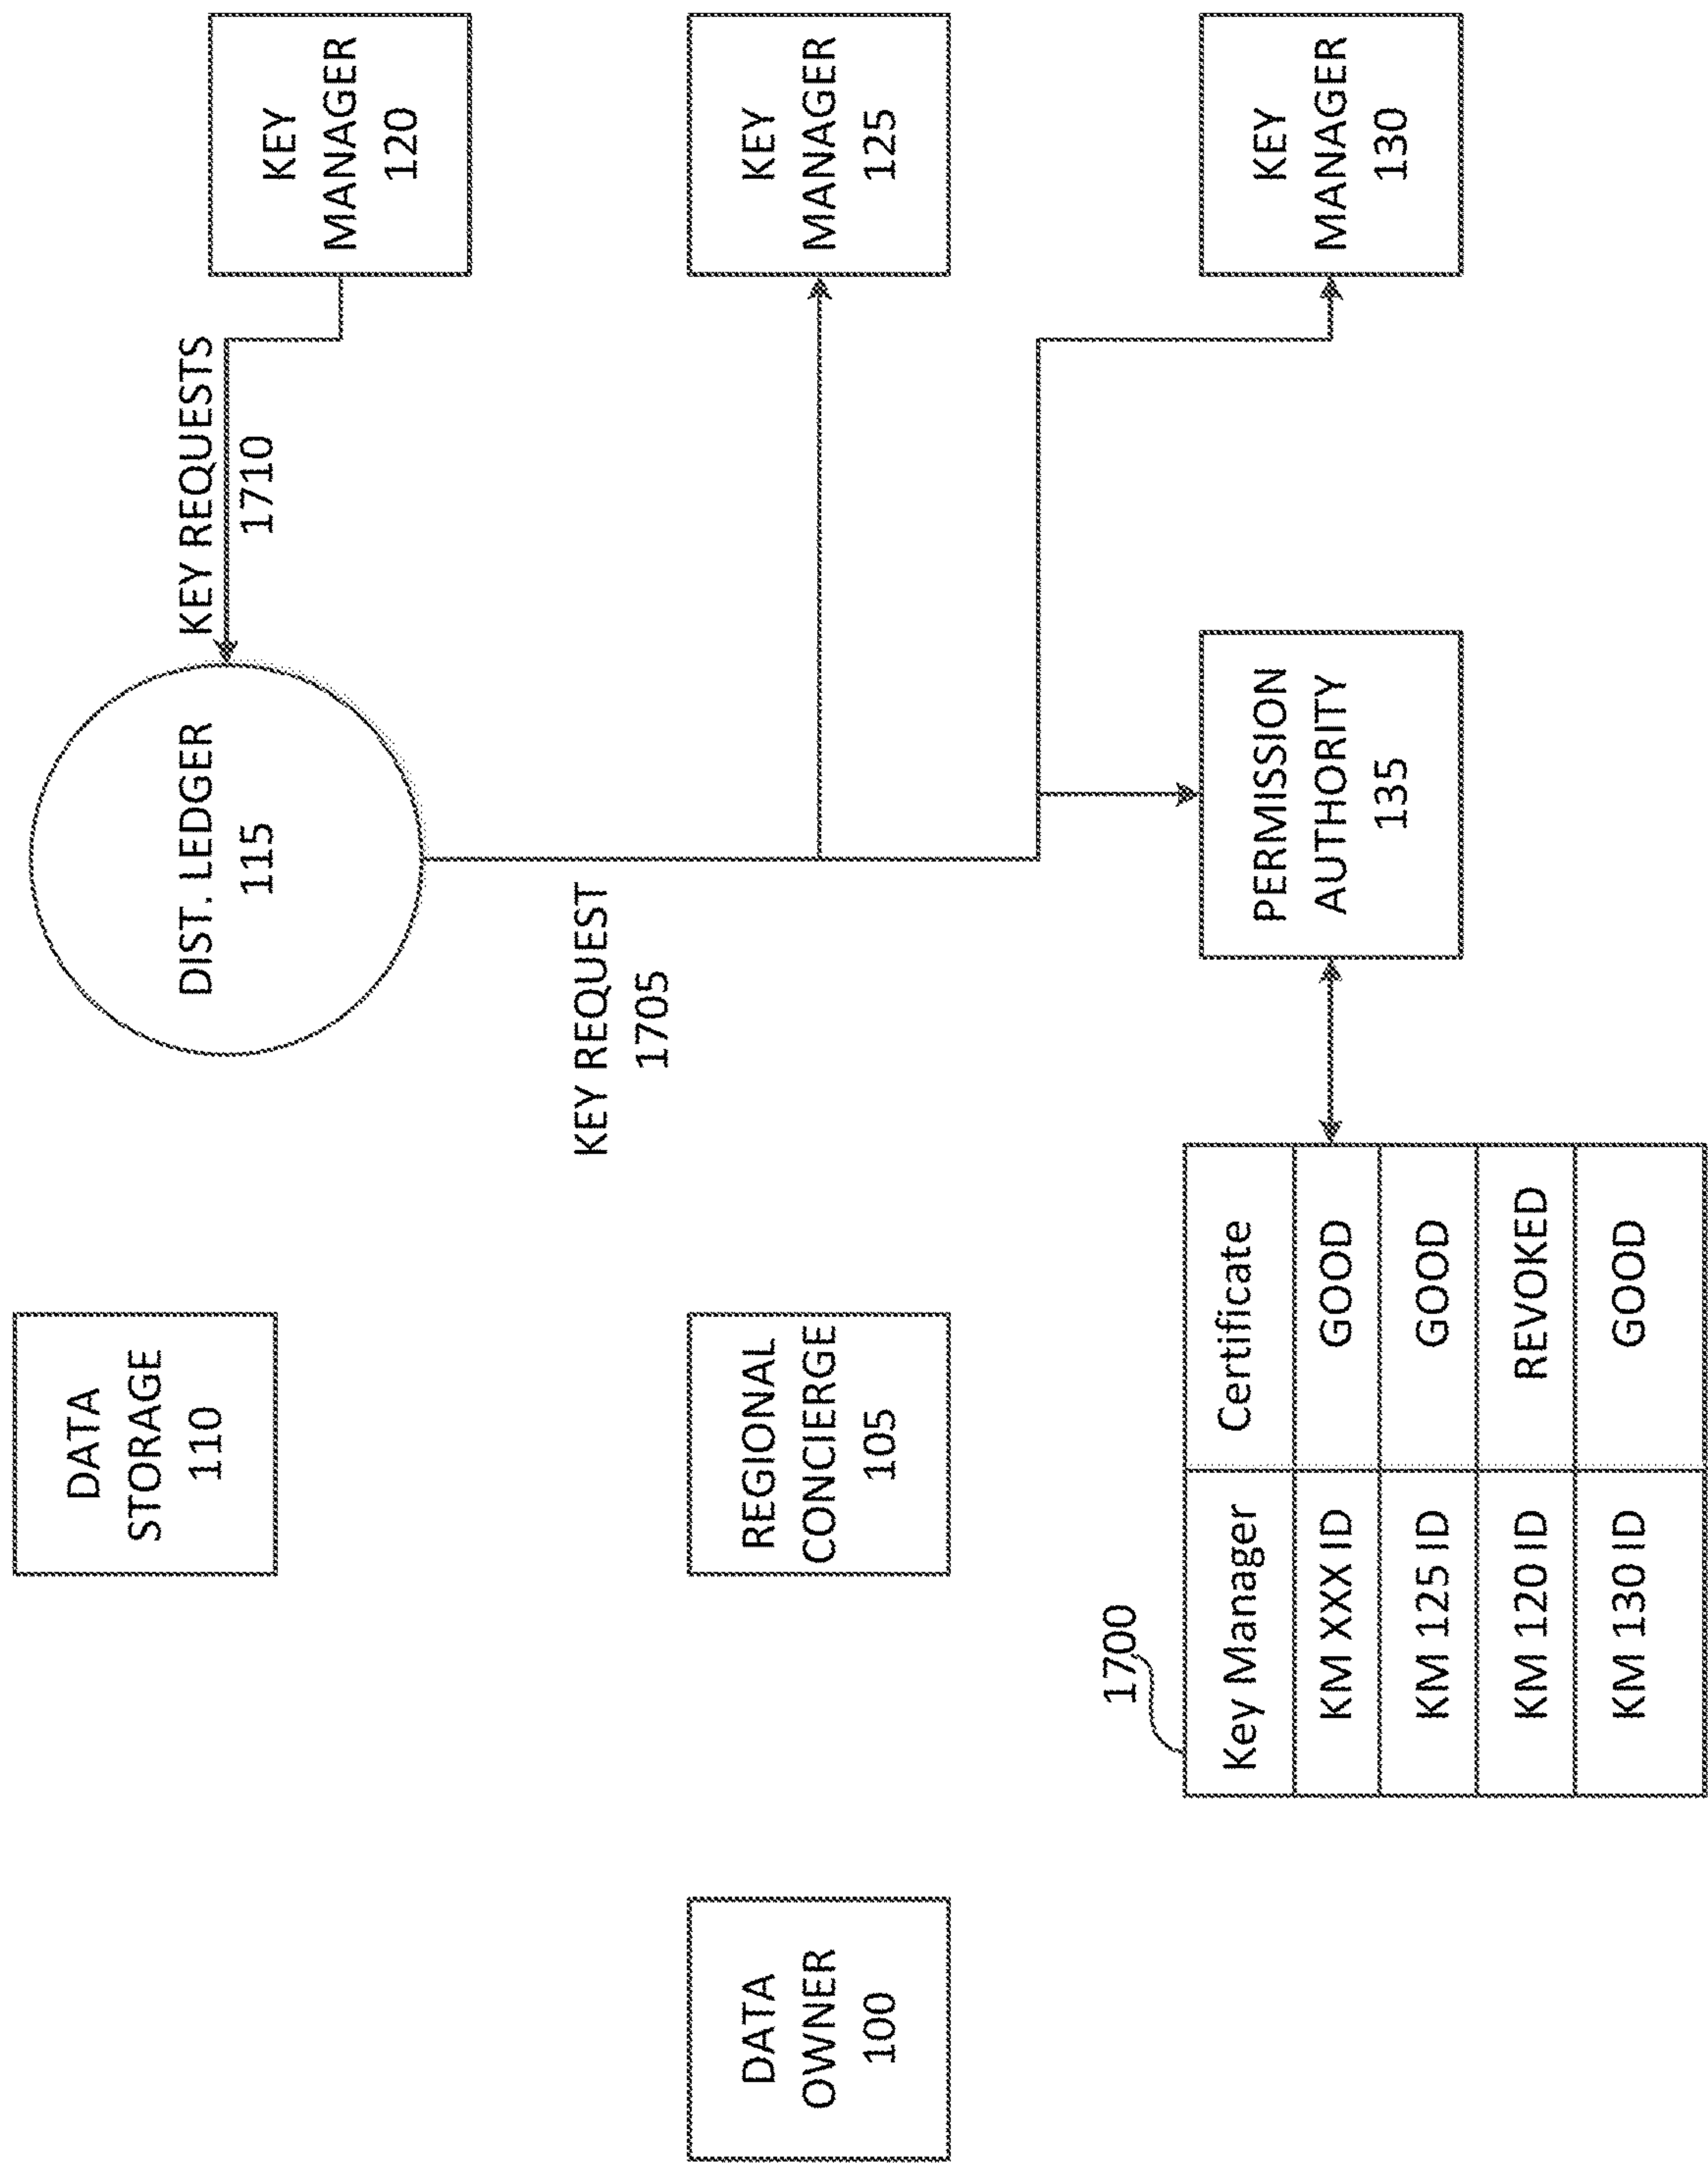 DATA
STORAGE
110
DIST. LEDGER
115
KEY REQUESTS
1710
KEY
MANAGER
120
DATA
OWNER
100
REGIONAL
CONCIERGE
105
KEY REQUEST
1705
KEY
MANAGER
125
1700
Key Manager Certificate
KM XXX ID GOOD
KM 125 ID GOOD
KM 120 ID REVOKED
KM 130 ID GOOD
PERMISSION
AUTHORITY
135
KEY
MANAGER
130